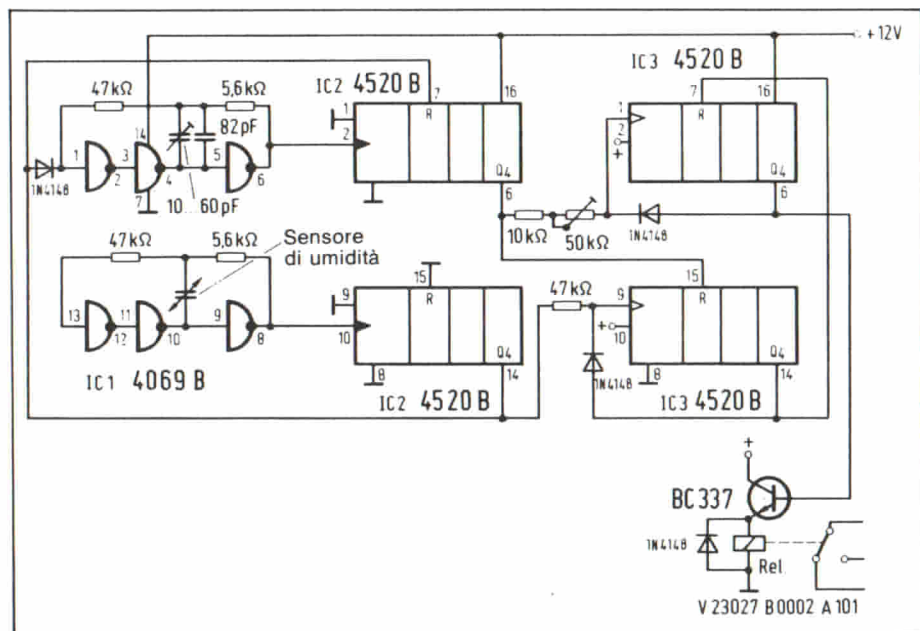 +12V
IC3 4520 B
IC2 4520 B
47kΩ
5,6kΩ
7
16
7
16
1
R
1
R
14
82pF
2
2
+
1
3
5
2
4
6
Q4
Q4
1N4148
7
6
6
10...60pF
10kΩ
50kΩ
1N4148
47kΩ
5,6kΩ
Sensore
di umidità
15
15
9
R
47kΩ
9
R
13
11
9
10
+
12
10
8
10
Q4
Q4
8
14
1N4148
8
14
IC1 4069 B
IC2 4520 B
IC3 4520 B
+
BC337
1N4148
Rel.
V 23027 B0002 A 101